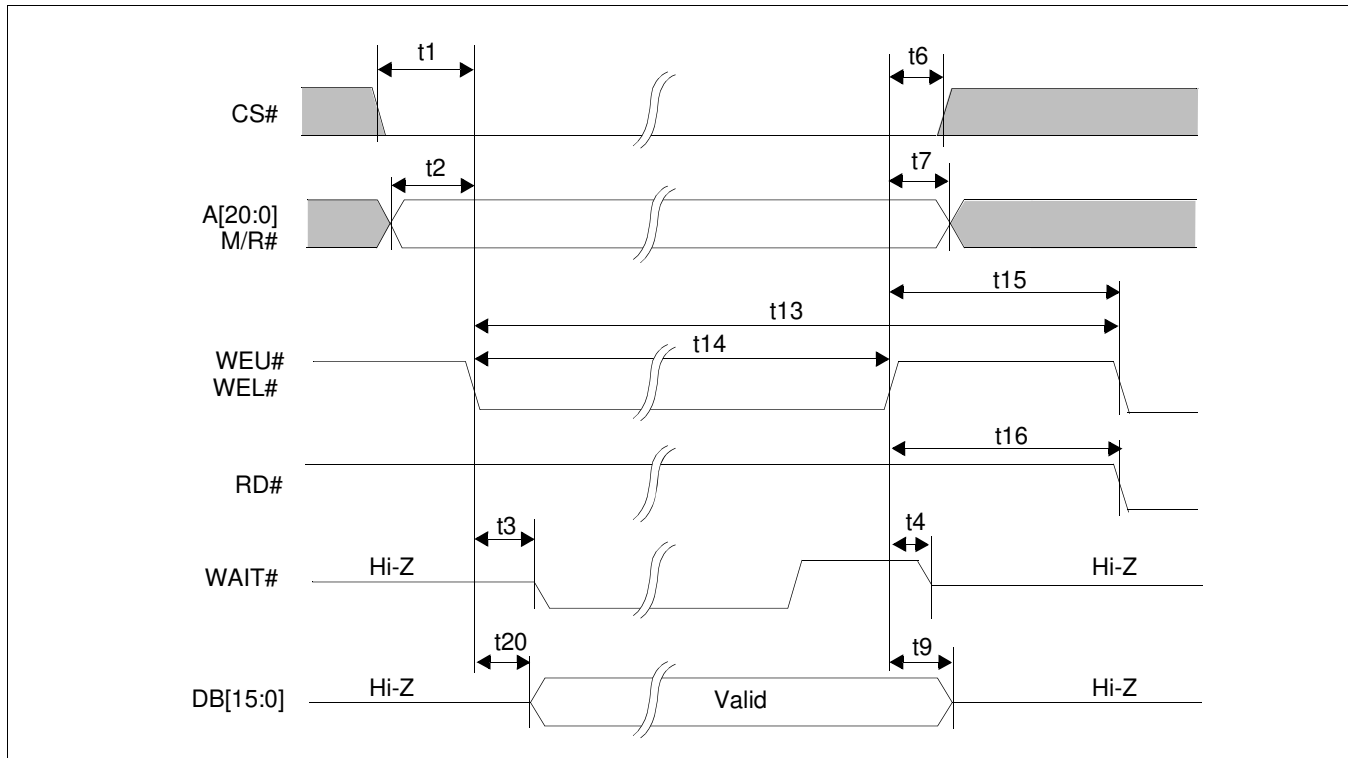 t1
t6
CS#
t2
t7
A[20:0]
M/R#
t15
t13
t14
WEU#
WEL#
t16
RD#
t3
t4
WAIT#
Hi-Z
Hi-Z
t20
t9
DB[15:0]
Hi-Z
Valid
Hi-Z